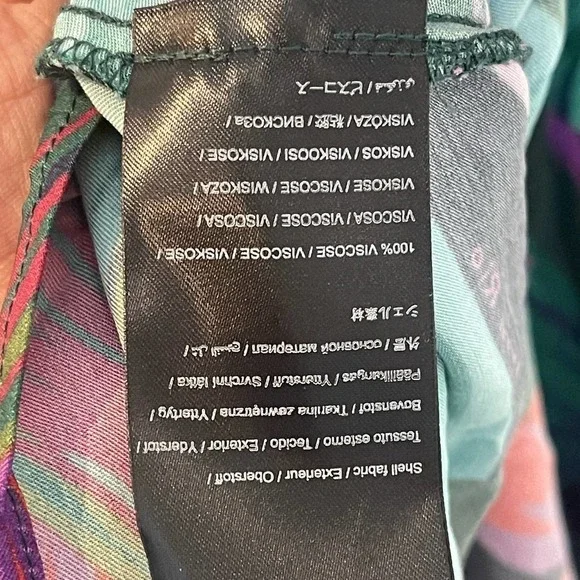 Shell fabric / Exterieur / Oberstoff /
Tessuto esterno / Tecido / Exterior / Yderstof /
Bovenstof / Tkanina zewnętrzna / Yttertyg /
Päällikangas / Ytterstoff / Svrchní látka /
外層 / основной материал /
シェル素材
100% VISCOSE / VISCOSE / VISKOSE /
VISCOSA / VISCOSA /
VISKOSE / VISCOSE / WISKOZA /
VISKOS / VISKOOSI / VISKOSE /
VISKÓZA / 粘胶 / ВИСКОЗа /
ビスコース